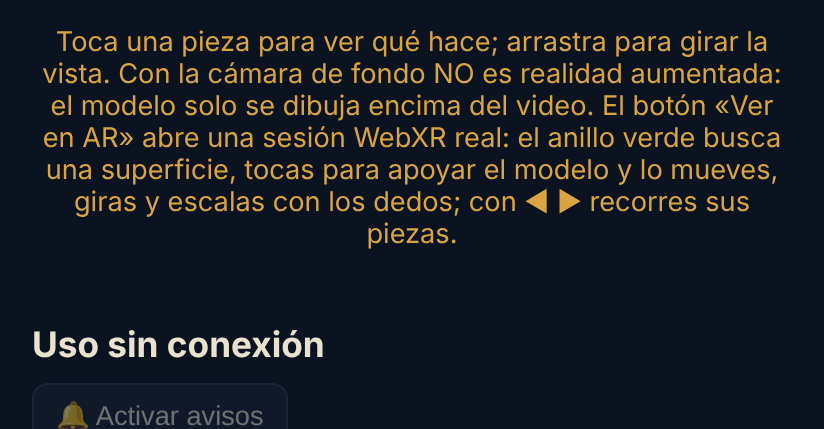 Toca una pieza para ver qué hace; arrastra para girar la
vista. Con la cámara de fondo NO es realidad aumentada:
el modelo solo se dibuja encima del video. El botón «Ver
en AR» abre una sesión WebXR real: el anillo verde busca
una superficie, tocas para apoyar el modelo y lo mueves,
giras y escalas con los dedos; con ◀ ▶ recorres sus
piezas.
Uso sin conexión
🔔 Activar avisos